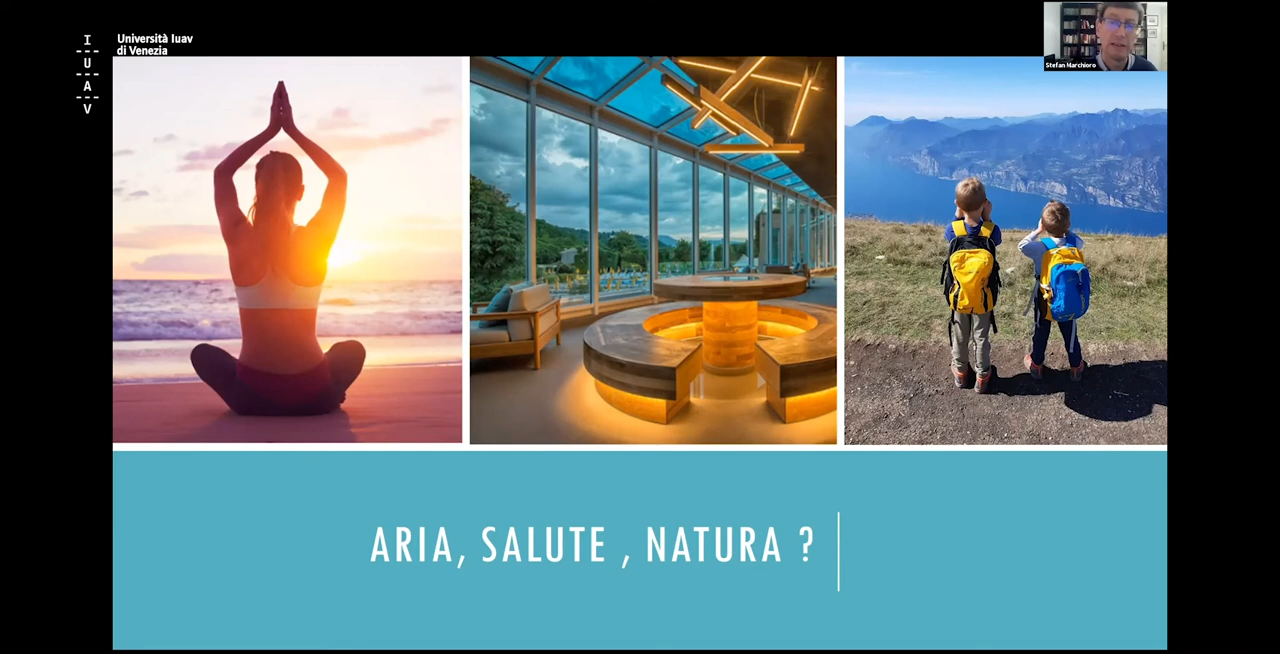 I
U
A
V
Università Iuav
di Venezia
Stefan Marchioro
ARIA, SALUTE , NATURA ?